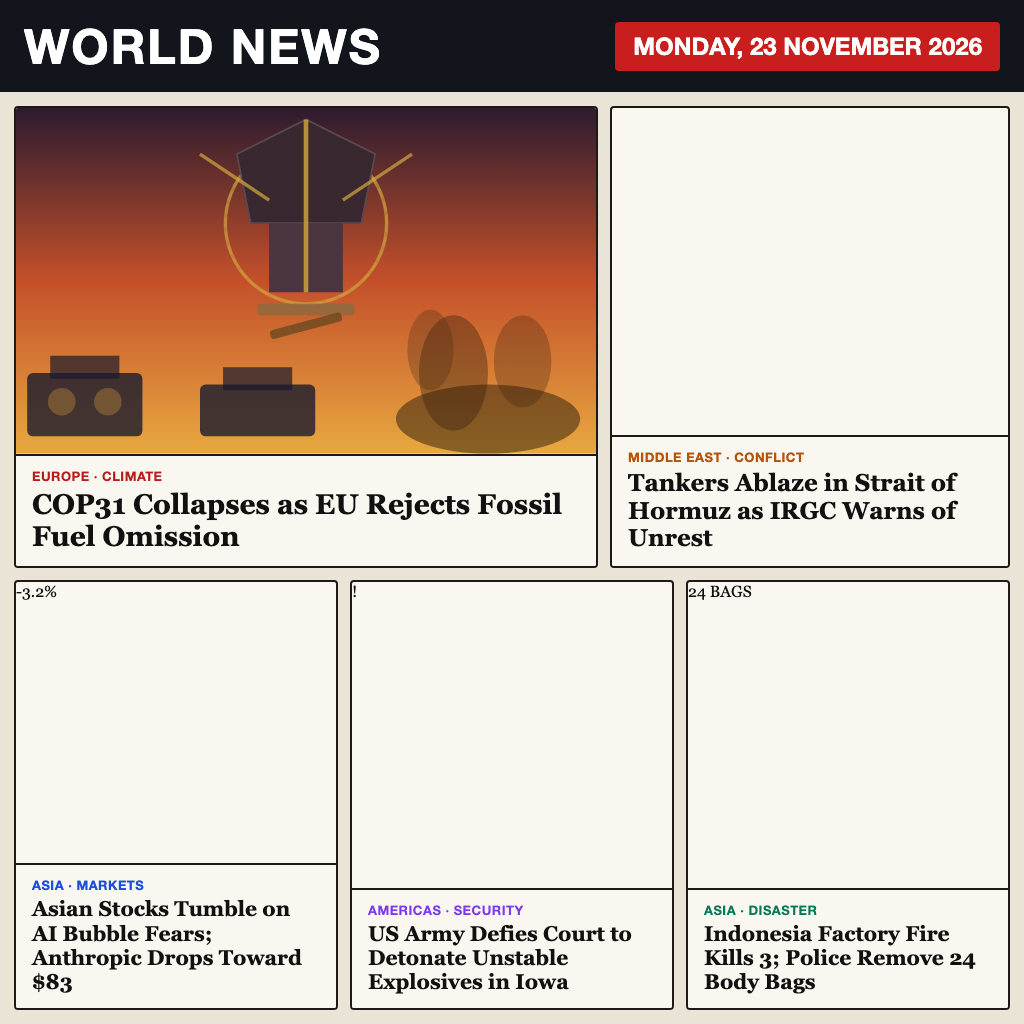 WORLD NEWS
MONDAY, 23 NOVEMBER 2026
EUROPE · CLIMATE
COP31 Collapses as EU Rejects Fossil
Fuel Omission
MIDDLE EAST · CONFLICT
Tankers Ablaze in Strait of
Hormuz as IRGC Warns of
Unrest
-3.2%
ASIA · MARKETS
Asian Stocks Tumble on
AI Bubble Fears;
Anthropic Drops Toward
$83
!
AMERICAS · SECURITY
US Army Defies Court to
Detonate Unstable
Explosives in Iowa
24 BAGS
ASIA · DISASTER
Indonesia Factory Fire
Kills 3; Police Remove 24
Body Bags